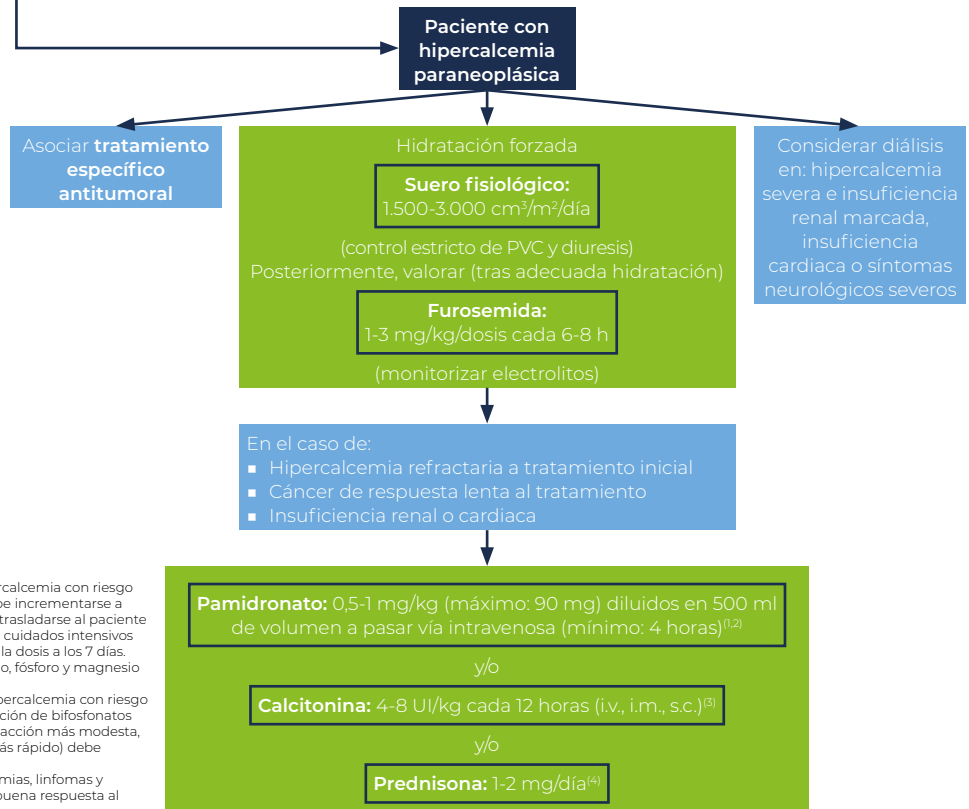 Paciente con
hipercalcemia
paraneoplásica
Asociar tratamiento
específico
antitumoral
Hidratación forzada
Suero fisiológico:
1.500-3.000 cm³/m²/día
(control estricto de PVC y diuresis)
Posteriormente, valorar (tras adecuada hidratación)
Furosemida:
1-3 mg/kg/dosis cada 6-8 h
(monitorizar electrolitos)
Considerar diálisis
en: hipercalcemia
severa e insuficiencia
renal marcada,
insuficiencia
cardiaca o síntomas
neurológicos severos
En el caso de:
▪ Hipercalcemia refractaria a tratamiento inicial
▪ Cáncer de respuesta lenta al tratamiento
▪ Insuficiencia renal o cardiaca
Pamidronato: 0,5-1 mg/kg (máximo: 90 mg) diluidos en 500 ml
de volumen a pasar vía intravenosa (mínimo: 4 horas)(1,2)
y/o
Calcitonina: 4-8 UI/kg cada 12 horas (i.v., i.m., s.c.)(3)
y/o
Prednisona: 1-2 mg/día(4)
rcalcemia con riesgo
be incrementarse a
trasladarse al paciente
cuidados intensivos
la dosis a los 7 días.
o, fósforo y magnesio
percalcemia con riesgo
ción de bifosfonatos
acción más modesta,
ás rápido) debe
mias, linfomas y
buena respuesta al